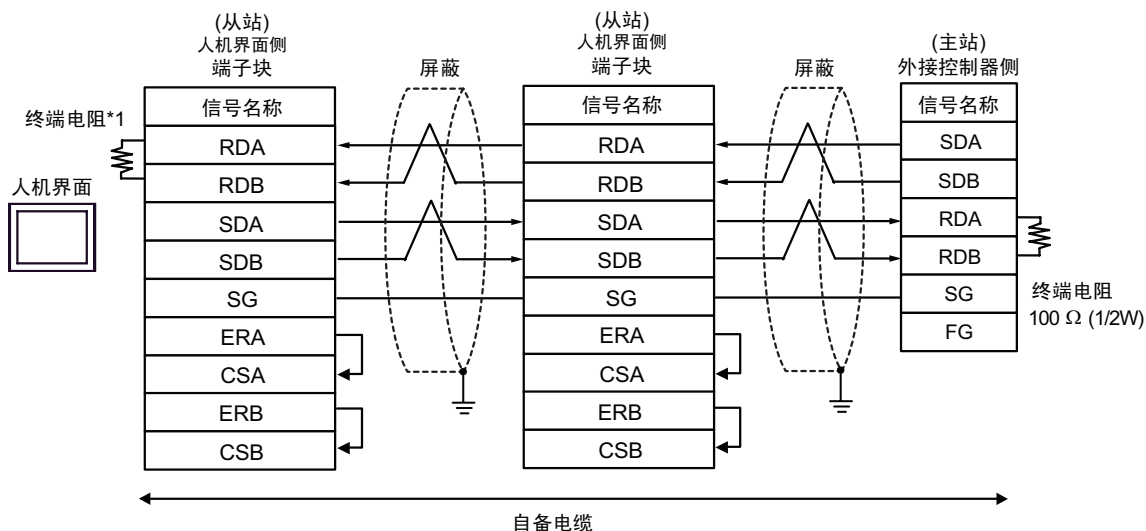 (从站)
人机界面侧
端子块
屏蔽
(从站)
人机界面侧
端子块
屏蔽
(主站)
外接控制器侧
终端电阻*1
人机界面
信号名称
RDA
RDB
SDA
SDB
SG
ERA
CSA
ERB
CSB
信号名称
RDA
RDB
SDA
SDB
SG
ERA
CSA
ERB
CSB
信号名称
SDA
SDB
RDA
RDB
SG
FG
终端电阻
100 Ω (1/2W)
自备电缆